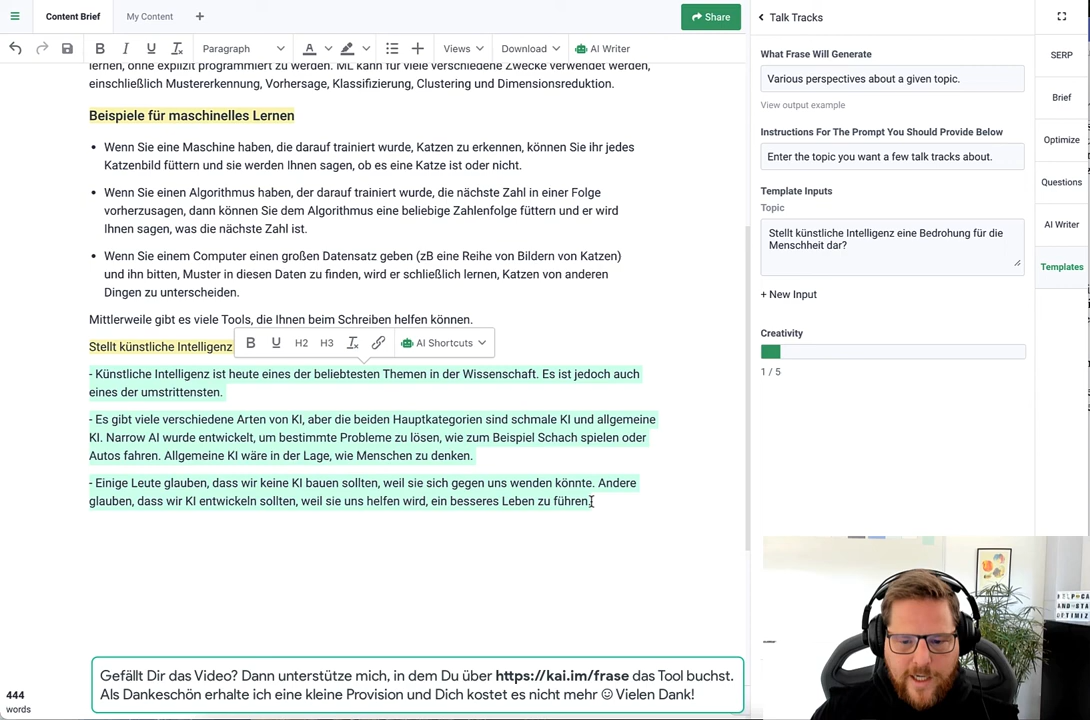 Content Brief
My Content
Share
Talk Tracks
Paragraph
A
Views
Download
AI Writer
lernen, ohne explizit programmiert zu werden. ML kann für viele verschiedene Zwecke verwendet werden,
einschließlich Mustererkennung, Vorhersage, Klassifizierung, Clustering und Dimensionsreduktion.
Beispiele für maschinelles Lernen
Wenn Sie eine Maschine haben, die darauf trainiert wurde, Katzen zu erkennen, können Sie ihr jedes
Katzenbild füttern und sie werden Ihnen sagen, ob es eine Katze ist oder nicht.
Wenn Sie einen Algorithmus haben, der darauf trainiert wurde, die nächste Zahl in einer Folge
vorherzusagen, dann können Sie dem Algorithmus eine beliebige Zahlenfolge füttern und er wird
Ihnen sagen, was die nächste Zahl ist.
Wenn Sie einem Computer einen großen Datensatz geben (zB eine Reihe von Bildern von Katzen)
und ihn bitten, Muster in diesen Daten zu finden, wird er schließlich lernen, Katzen von anderen
Dingen zu unterscheiden.
Mittlerweile gibt es viele Tools, die Ihnen beim Schreiben helfen können.
Stellt künstliche Intelligenz
B U H2 H3 AI Shortcuts
- Künstliche Intelligenz ist heute eines der beliebtesten Themen in der Wissenschaft. Es ist jedoch auch
eines der umstrittensten.
- Es gibt viele verschiedene Arten von KI, aber die beiden Hauptkategorien sind schmale KI und allgemeine
KI. Narrow AI wurde entwickelt, um bestimmte Probleme zu lösen, wie zum Beispiel Schach spielen oder
Autos fahren. Allgemeine KI wäre in der Lage, wie Menschen zu denken.
- Einige Leute glauben, dass wir keine KI bauen sollten, weil sie sich gegen uns wenden könnte. Andere
glauben, dass wir KI entwickeln sollten, weil sie uns helfen wird, ein besseres Leben zu führen.
Gefällt Dir das Video? Dann unterstütze mich, in dem Du über https://kai.im/frase das Tool buchst.
Als Dankeschön erhalte ich eine kleine Provision und Dich kostet es nicht mehr ☺ Vielen Dank!
444
words
What Frase Will Generate
Various perspectives about a given topic.
View output example
Instructions For The Prompt You Should Provide Below
Enter the topic you want a few talk tracks about.
Template Inputs
Topic
Stellt künstliche Intelligenz eine Bedrohung für die
Menschheit dar?
+ New Input
Creativity
1 / 5
SERP
Brief
Optimize
Questions
AI Writer
Templates